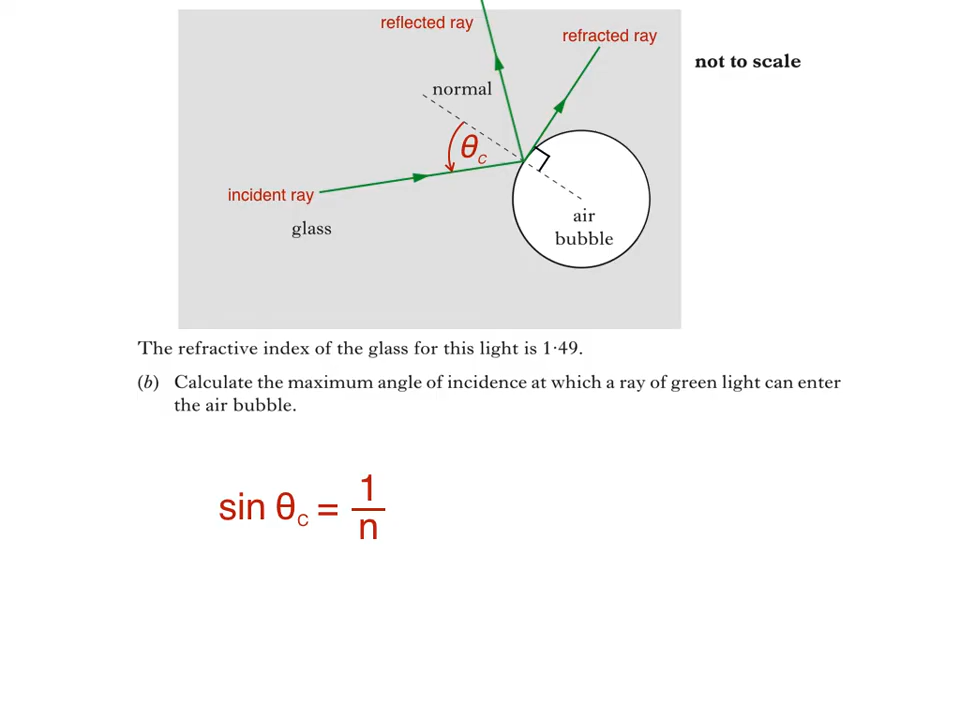 reflected ray
refracted ray
not to scale
normal
θc
incident ray
glass
air
bubble
The refractive index of the glass for this light is 1·49.
(b) Calculate the maximum angle of incidence at which a ray of green light can enter
the air bubble.
sin θc = 1/n